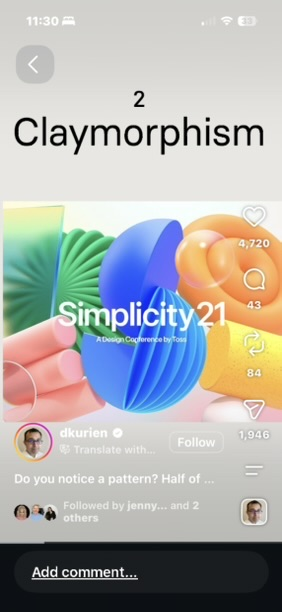 11:30
2
Claymorphism
4,720
Simplicity 21
A Design Conference by Toss
43
84
dkurien
1,946
Translate with...
Follow
Do you notice a pattern? Half of ...
Followed by jenny... and 2
others
Add comment...